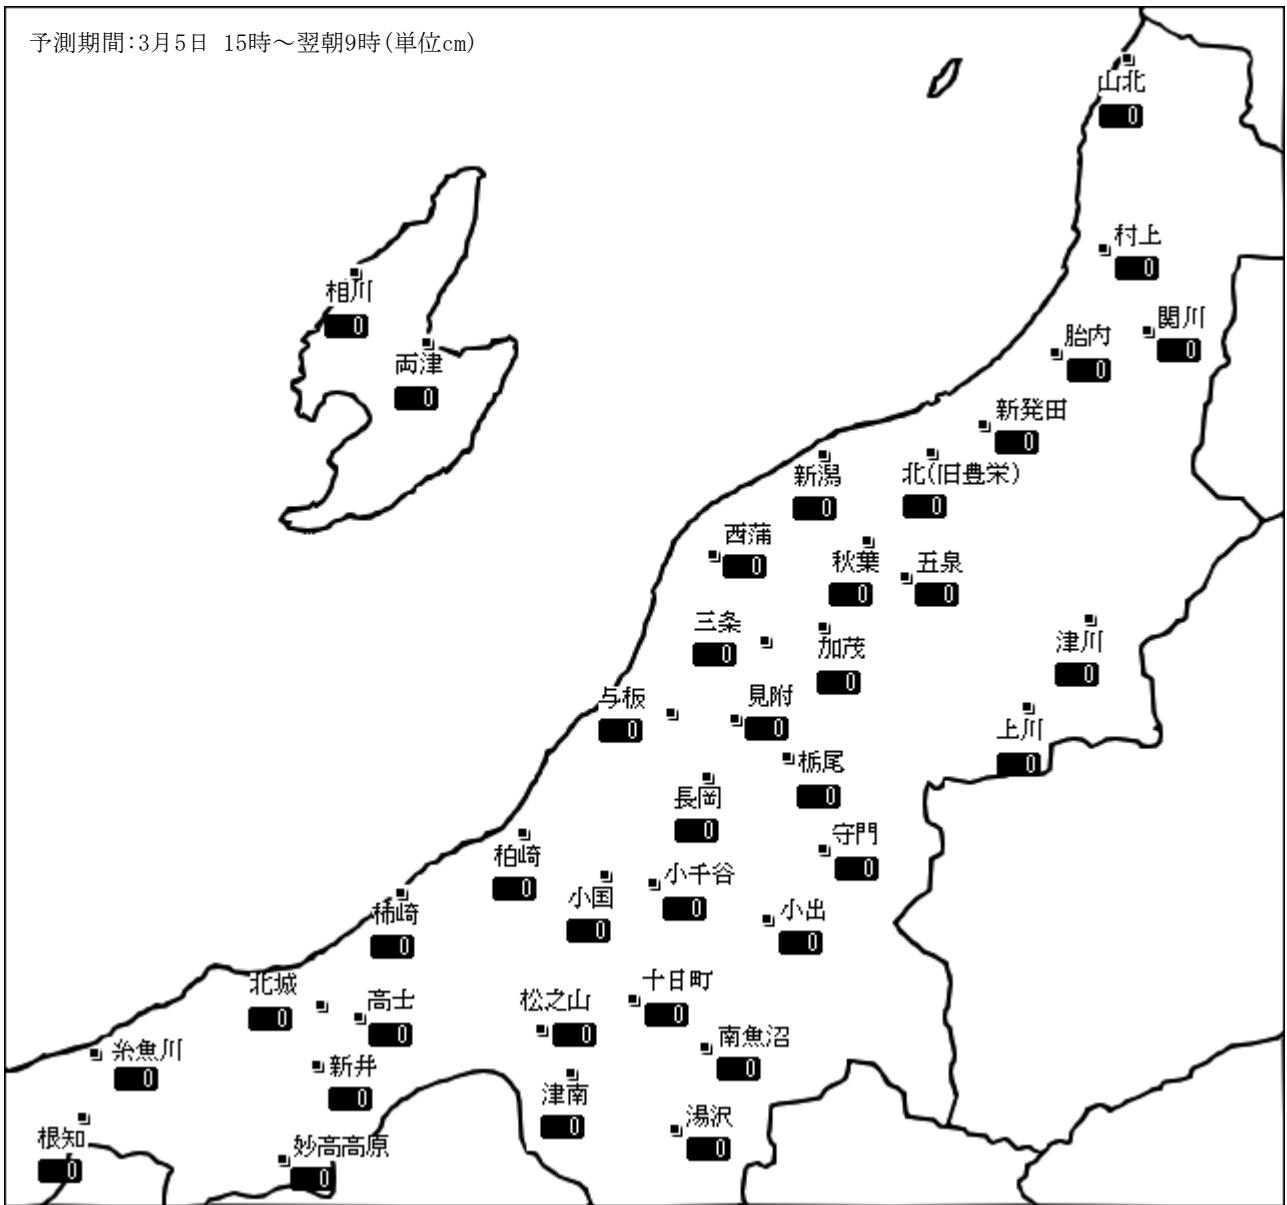 予測期間:3月5日 15時～翌朝9時(単位cm)
山北
0
村上
0
相川
0
関川
0
胎内
0
両津
0
新発田
0
新潟
0
北(旧豊栄)
0
西蒲
0
秋葉
0
五泉
0
三条
0
加茂
0
津川
0
与板
0
見附
0
上川
0
栃尾
0
長岡
0
守門
0
柏崎
0
小国
0
小千谷
0
小出
0
柿崎
0
北城
0
高士
0
松之山
0
十日町
0
南魚沼
0
糸魚川
0
新井
0
津南
0
湯沢
0
根知
0
妙高高原
0